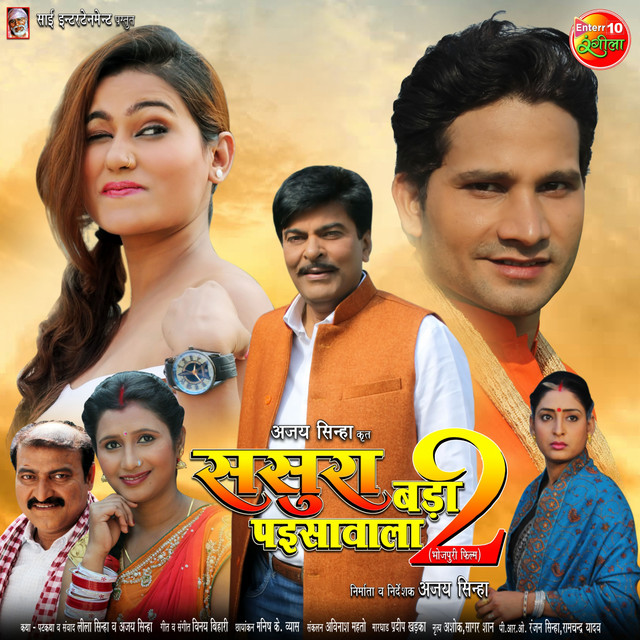 साई इन्टरटेनमेन्ट प्रस्तुत
Enterr10
रंगीला
अजय सिन्हा कृत
ससुरा बड़ा
पइसावाला 2
(भोजपुरी फिल्म)
निर्माता व निर्देशक अजय सिन्हा
कथा - पटकथा व संवाद लीला सिन्हा व अजय सिन्हा गीत व संगीत विनय बिहारी छायांकन मनिष के. व्यास संकलन अविनाश महतो मारधाड़ प्रदीप खड़का नृत्य अशोक, सागर शान पी.आर.ओ. रंजन सिन्हा, रामचन्द्र यादव